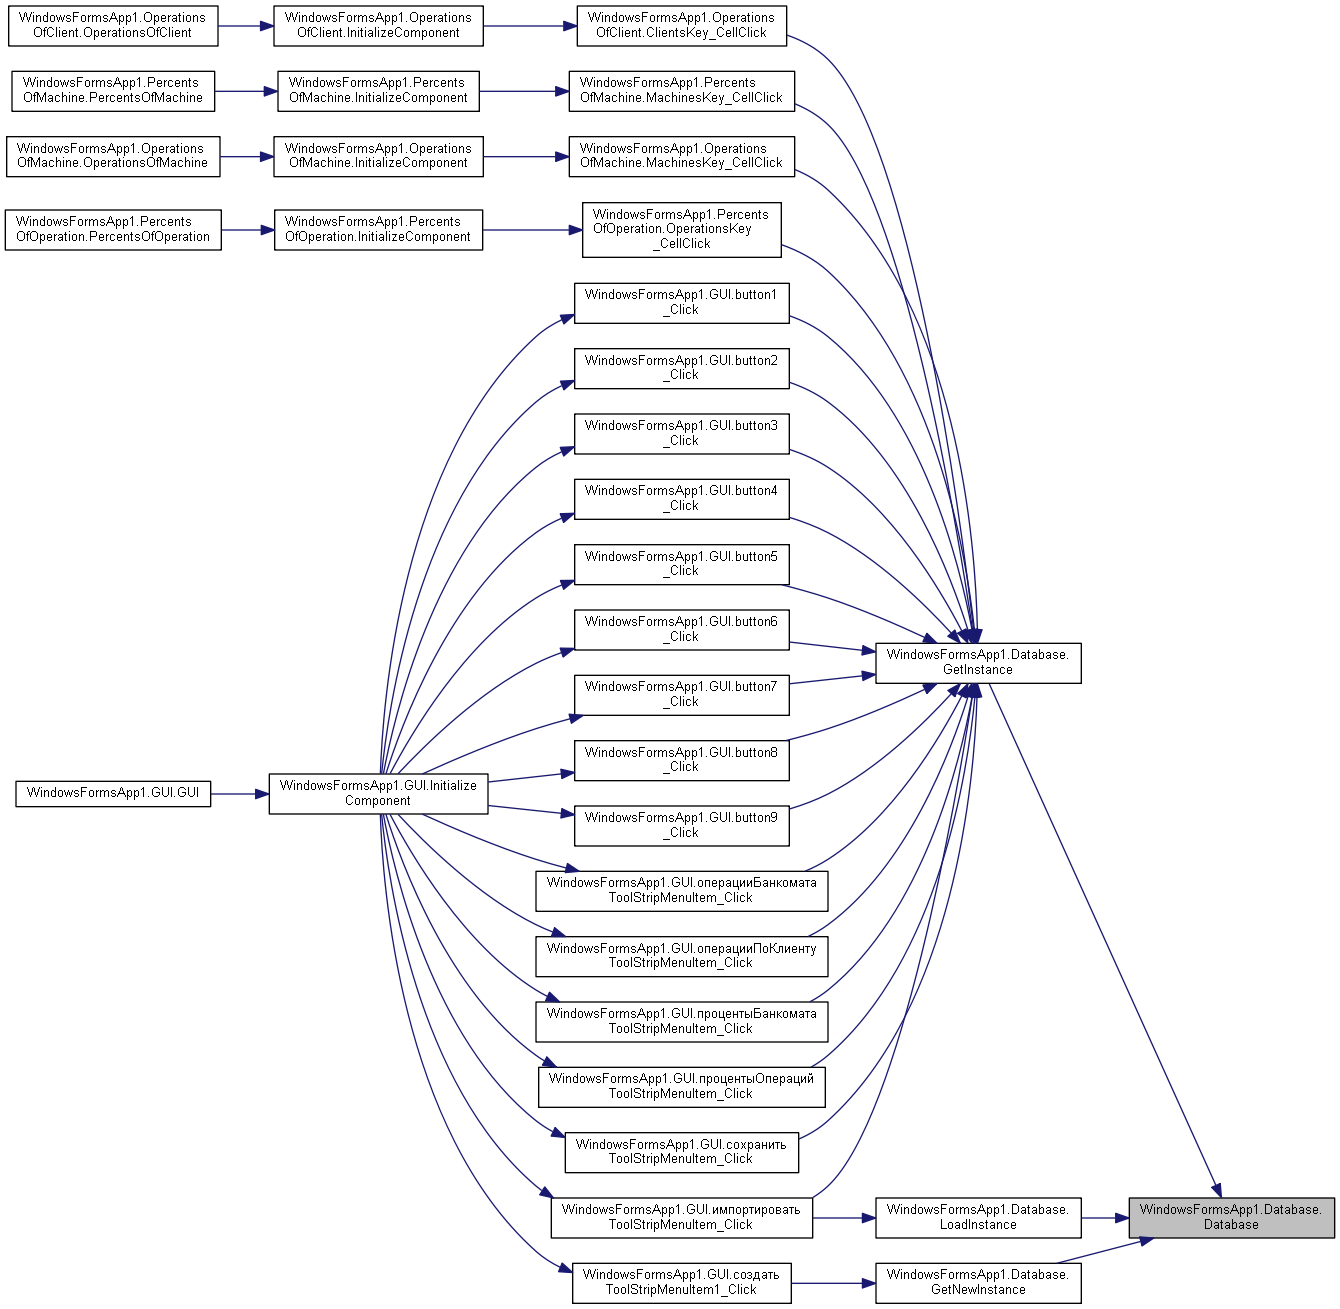 WindowsFormsApp1.Operations
OfClient.OperationsOfClient
WindowsFormsApp1.Operations
OfClient.InitializeComponent
WindowsFormsApp1.Operations
OfClient.ClientsKey_CellClick
WindowsFormsApp1.Percents
OfMachine.PercentsOfMachine
WindowsFormsApp1.Percents
OfMachine.InitializeComponent
WindowsFormsApp1.Percents
OfMachine.MachinesKey_CellClick
WindowsFormsApp1.Operations
OfMachine.OperationsOfMachine
WindowsFormsApp1.Operations
OfMachine.InitializeComponent
WindowsFormsApp1.Operations
OfMachine.MachinesKey_CellClick
WindowsFormsApp1.Percents
OfOperation.PercentsOfOperation
WindowsFormsApp1.Percents
OfOperation.InitializeComponent
WindowsFormsApp1.Percents
OfOperation.OperationsKey
_CellClick
WindowsFormsApp1.GUI.button1
_Click
WindowsFormsApp1.GUI.button2
_Click
WindowsFormsApp1.GUI.button3
_Click
WindowsFormsApp1.GUI.button4
_Click
WindowsFormsApp1.GUI.button5
_Click
WindowsFormsApp1.GUI.button6
_Click
WindowsFormsApp1.Database.
GetInstance
WindowsFormsApp1.GUI.button7
_Click
WindowsFormsApp1.GUI.button8
_Click
WindowsFormsApp1.GUI.GUI
WindowsFormsApp1.GUI.Initialize
Component
WindowsFormsApp1.GUI.button9
_Click
WindowsFormsApp1.GUI.операцииБанкомата
ToolStripMenuItem_Click
WindowsFormsApp1.GUI.операцииПоКлиенту
ToolStripMenuItem_Click
WindowsFormsApp1.GUI.процентыБанкомата
ToolStripMenuItem_Click
WindowsFormsApp1.GUI.процентыОпераций
ToolStripMenuItem_Click
WindowsFormsApp1.GUI.сохранить
ToolStripMenuItem_Click
WindowsFormsApp1.GUI.импортировать
ToolStripMenuItem_Click
WindowsFormsApp1.Database.
LoadInstance
WindowsFormsApp1.Database.
Database
WindowsFormsApp1.GUI.создать
ToolStripMenuItem1_Click
WindowsFormsApp1.Database.
GetNewInstance